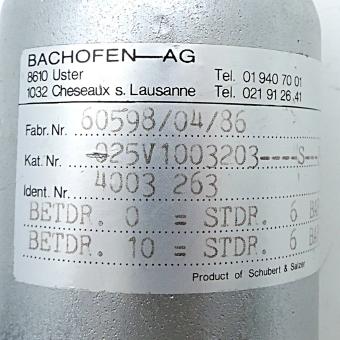 BACHOFEN—AG
8610 Uster Tel. 01 940 70 01
1032 Cheseaux s. Lausanne Tel. 021 91 26 41
Fabr. Nr. 60598/04/86
Kat. Nr. -025V1003203----S--
Ident. Nr. 4003 263
BETDR. 0 = STDR. 6
BETDR. 10 = STDR. 6
Product of Schubert & Salzer